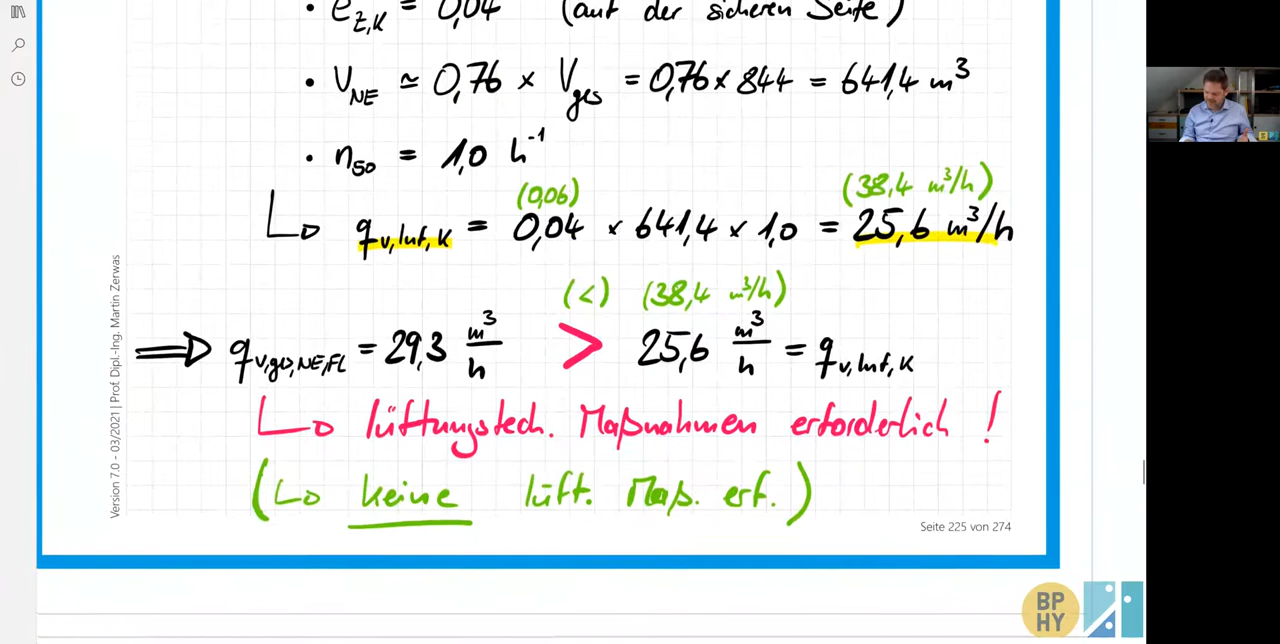 • e_Z,K = 0,04 (auf der sicheren Seite)
• V_NE ≃ 0,76 × V_ges = 0,76 × 844 = 641,4 m³
• n_50 = 1,0 h⁻¹
(0,06) (38,4 m³/h)
↳ q_v,Inf,K = 0,04 × 641,4 × 1,0 = 25,6 m³/h
(<) (38,4 m³/h)
⇒ q_v,ges,NE,FL = 29,3 m³/h > 25,6 m³/h = q_v,Inf,K
↳ lüftungstech. Maßnahmen erforderlich !
(↳ keine lüft. Maß. erf.)
Version 7.0 - 03/2021 | Prof. Dipl.-Ing. Martin Zerwas
Seite 225 von 274
BP
HY